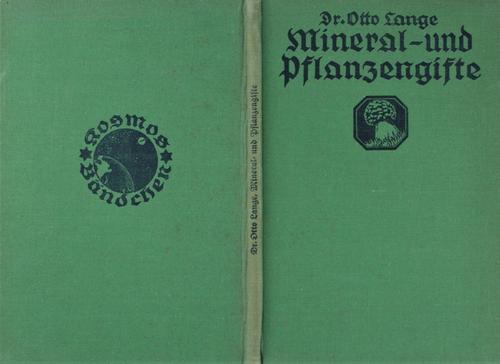 Dr. Otto Lange
Mineral- und
Pflanzengifte
Dr. Otto Lange, Mineral- und Pflanzengifte
Kosmos
Bändchen